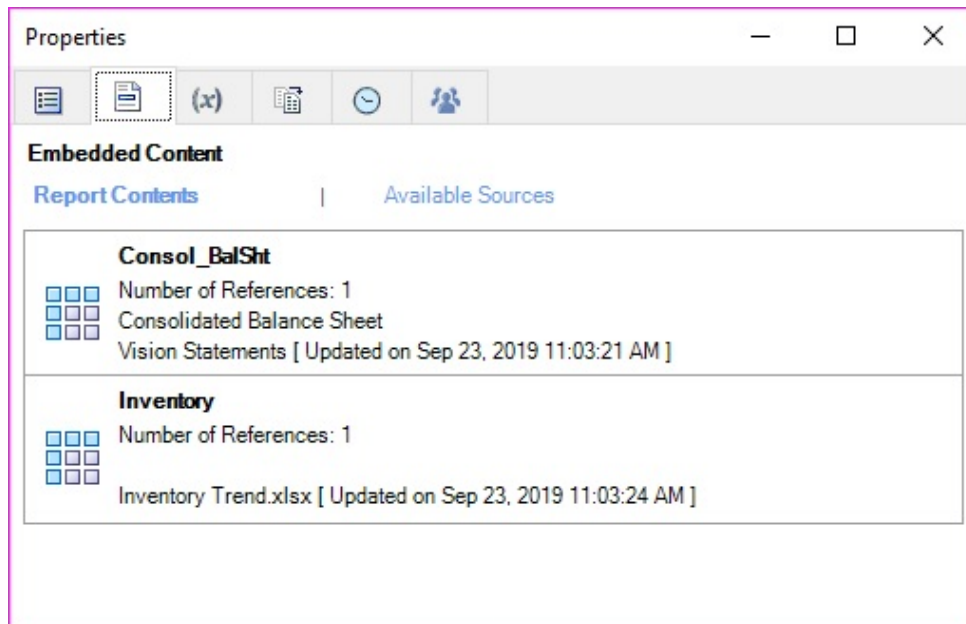 Properties
(x)
Embedded Content
Report Contents | Available Sources
Consol_BalSht
Number of References: 1
Consolidated Balance Sheet
Vision Statements [ Updated on Sep 23, 2019 11:03:21 AM ]
Inventory
Number of References: 1
Inventory Trend.xlsx [ Updated on Sep 23, 2019 11:03:24 AM ]